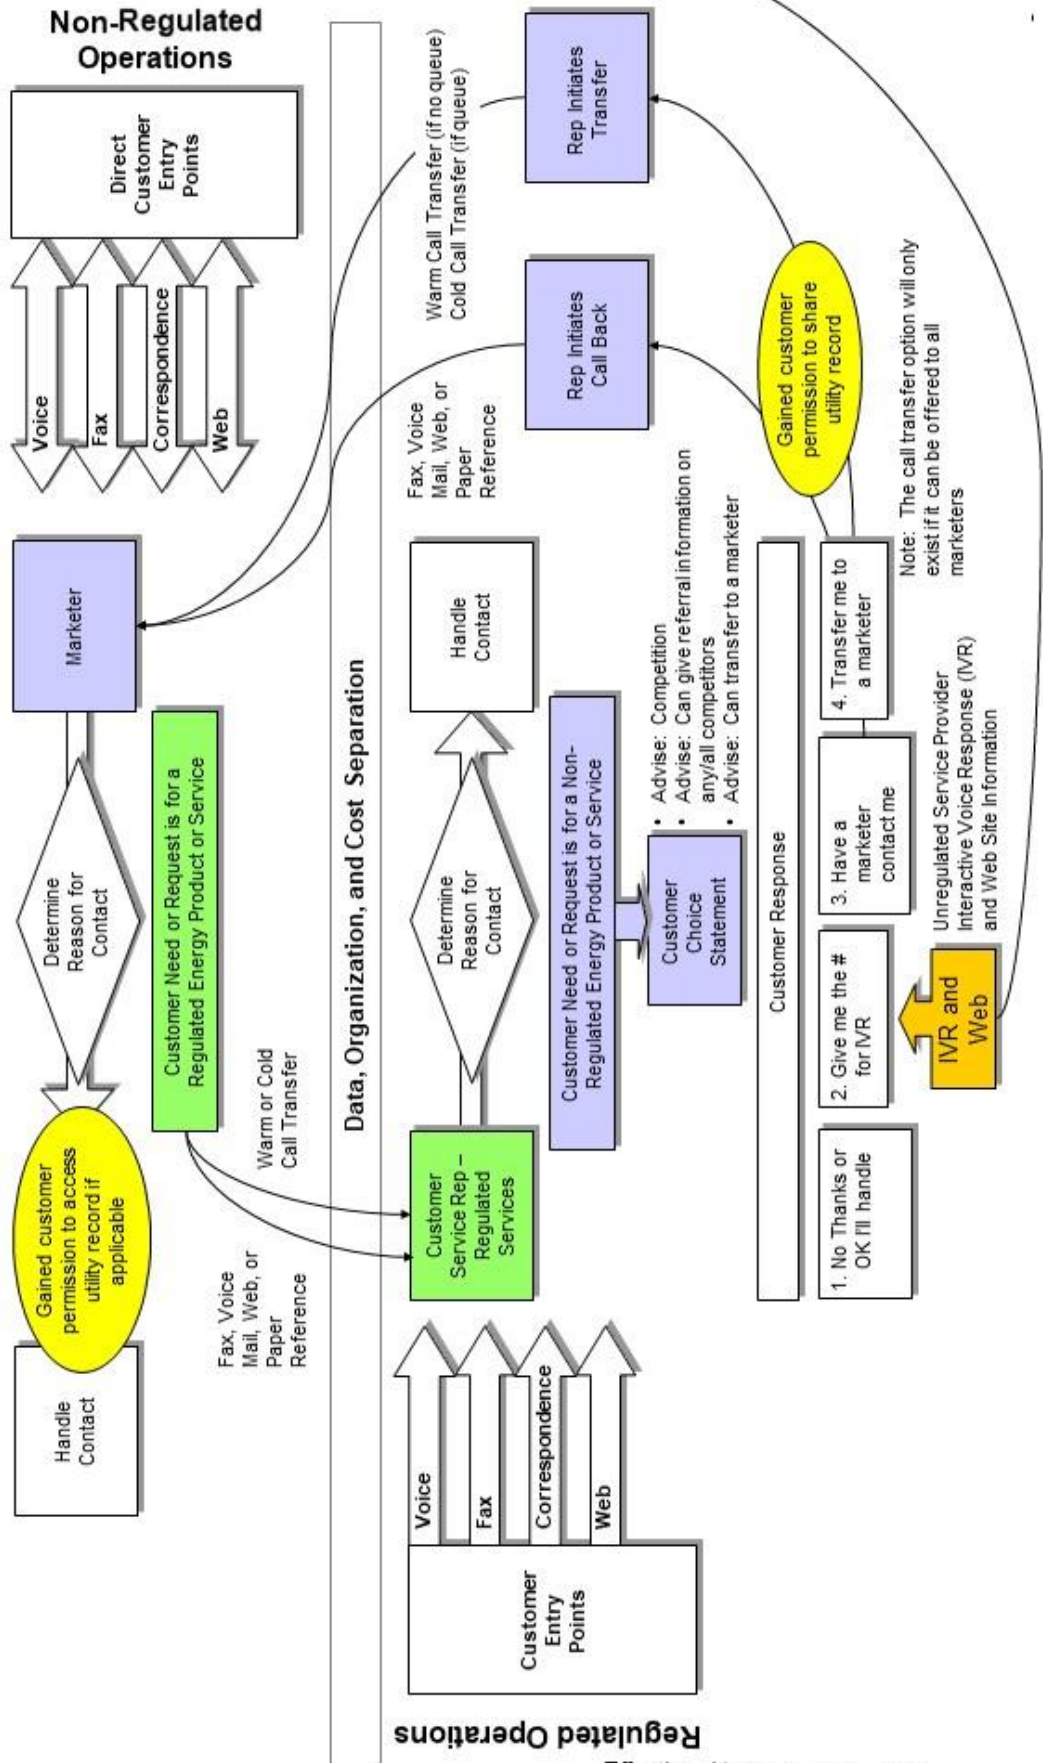 Non-Regulated
Operations
Handle
Contact
Gained customer
permission to access
utility record if
applicable
Determine
Reason for
Contact
Marketer
Voice
Fax
Correspondence
Web
Direct
Customer
Entry
Points
Customer Need or Request is for a
Regulated Energy Product or Service
Fax, Voice
Mail, Web, or
Paper
Reference
Warm or Cold
Call Transfer
Data, Organization, and Cost Separation
Regulated Operations
Customer
Entry
Points
Voice
Fax
Correspondence
Web
Customer
Service Rep –
Regulated
Services
Determine
Reason for
Contact
Handle
Contact
Fax, Voice
Mail, Web, or
Paper
Reference
Warm Call Transfer (if no queue)
Cold Call Transfer (if queue)
Customer Need or Request is for a Non-
Regulated Energy Product or Service
Rep Initiates
Call Back
Rep Initiates
Transfer
Customer
Choice
Statement
• Advise: Competition
• Advise: Can give referral information on
any/all competitors
• Advise: Can transfer to a marketer
Customer Response
Gained customer
permission to share
utility record
1. No Thanks or
OK I'll handle
2. Give me the #
for IVR
3. Have a
marketer
contact me
4. Transfer me to
a marketer
Note: The call transfer option will only
exist if it can be offered to all
marketers
IVR and
Web
Unregulated Service Provider
Interactive Voice Response (IVR)
and Web Site Information